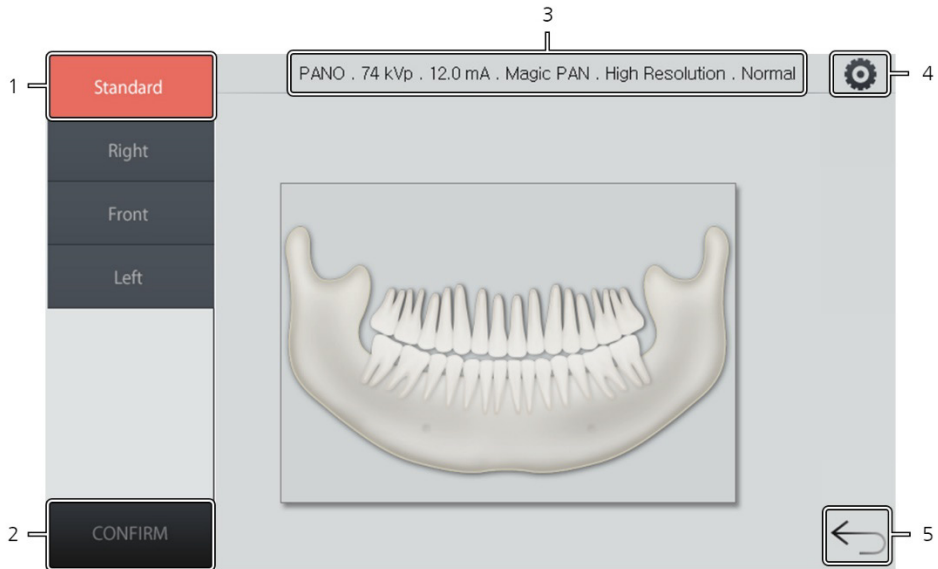 3
1
Standard
PANO . 74 kVp . 12.0 mA . Magic PAN . High Resolution . Normal
4
Right
Front
Left
2
CONFIRM
5